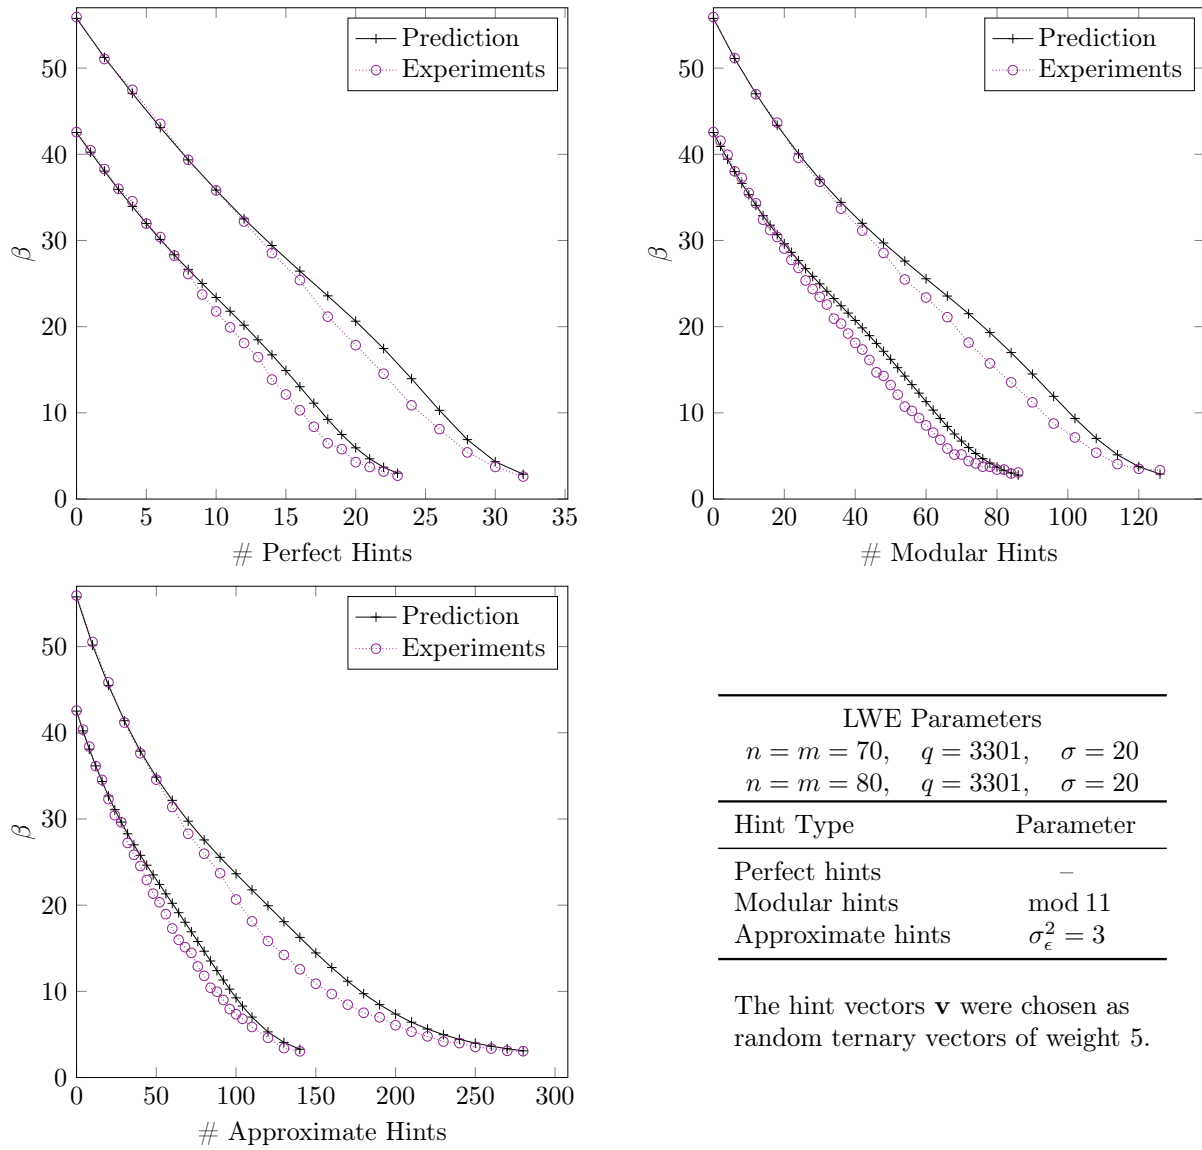 Prediction
Experiments
50
40
30
20
10
0
β
0 5 10 15 20 25 30 35
# Perfect Hints
Prediction
Experiments
50
40
30
20
10
0
β
0 20 40 60 80 100 120
# Modular Hints
Prediction
Experiments
50
40
30
20
10
0
β
0 50 100 150 200 250 300
# Approximate Hints
LWE Parameters
n = m = 70, q = 3301, σ = 20
n = m = 80, q = 3301, σ = 20
Hint Type Parameter
Perfect hints –
Modular hints mod 11
Approximate hints σ²_ϵ = 3
The hint vectors v were chosen as
random ternary vectors of weight 5.